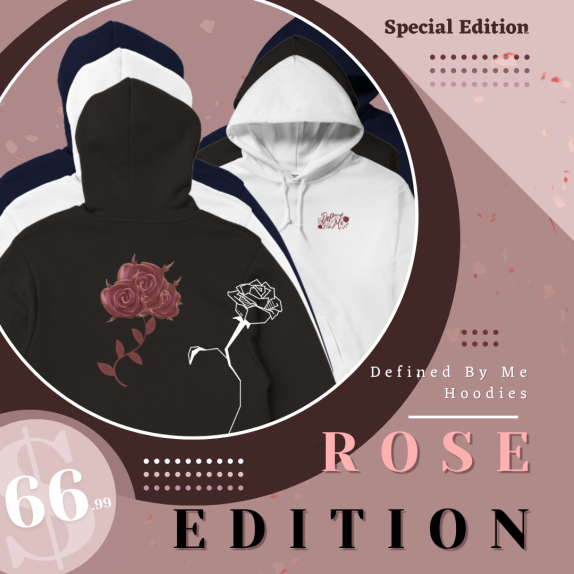 Special Edition
Defined By Me
Hoodies
ROSE
EDITION
$
66.99